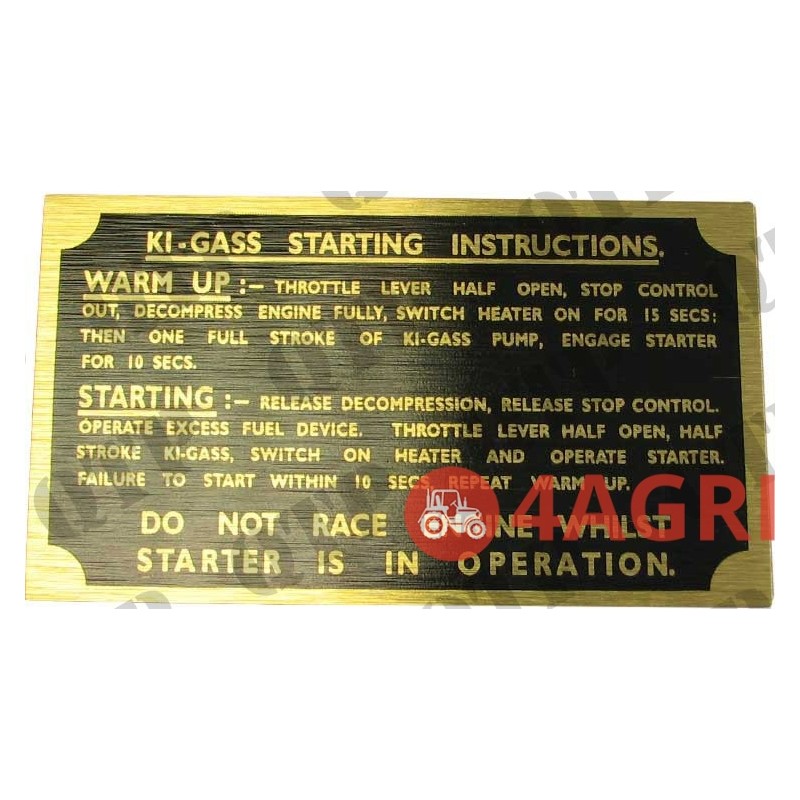 KI-GASS STARTING INSTRUCTIONS.
WARM UP :- THROTTLE LEVER HALF OPEN, STOP CONTROL
OUT, DECOMPRESS ENGINE FULLY, SWITCH HEATER ON FOR 15 SECS:
THEN ONE FULL STROKE OF KI-GASS PUMP, ENGAGE STARTER
FOR 10 SECS.
STARTING :- RELEASE DECOMPRESSION, RELEASE STOP CONTROL.
OPERATE EXCESS FUEL DEVICE. THROTTLE LEVER HALF OPEN, HALF
STROKE KI-GASS, SWITCH ON HEATER AND OPERATE STARTER.
FAILURE TO START WITHIN 10 SECS, REPEAT WARM UP.
4AGRI
DO NOT RACE WHILST
STARTER IS IN OPERATION.